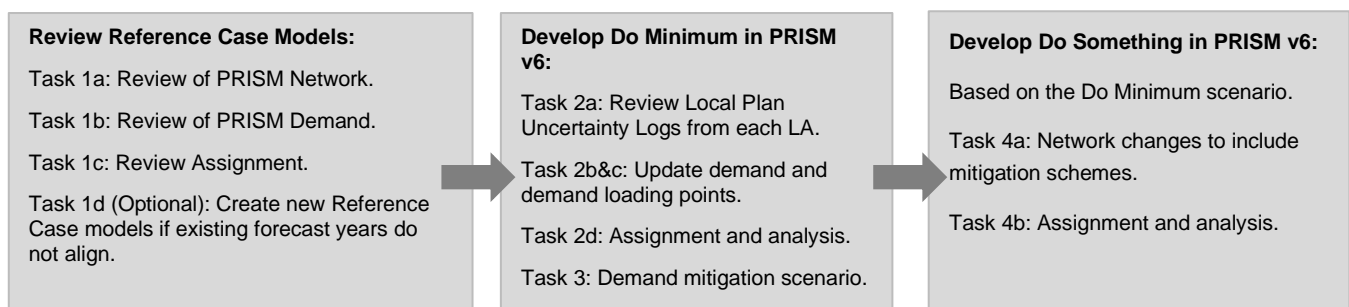 Review Reference Case Models:
Task 1a: Review of PRISM Network.
Task 1b: Review of PRISM Demand.
Task 1c: Review Assignment.
Task 1d (Optional): Create new Reference
Case models if existing forecast years do
not align.
Develop Do Minimum in PRISM
v6:
Task 2a: Review Local Plan
Uncertainty Logs from each LA.
Task 2b&c: Update demand and
demand loading points.
Task 2d: Assignment and analysis.
Task 3: Demand mitigation scenario.
Develop Do Something in PRISM v6:
Based on the Do Minimum scenario.
Task 4a: Network changes to include
mitigation schemes.
Task 4b: Assignment and analysis.